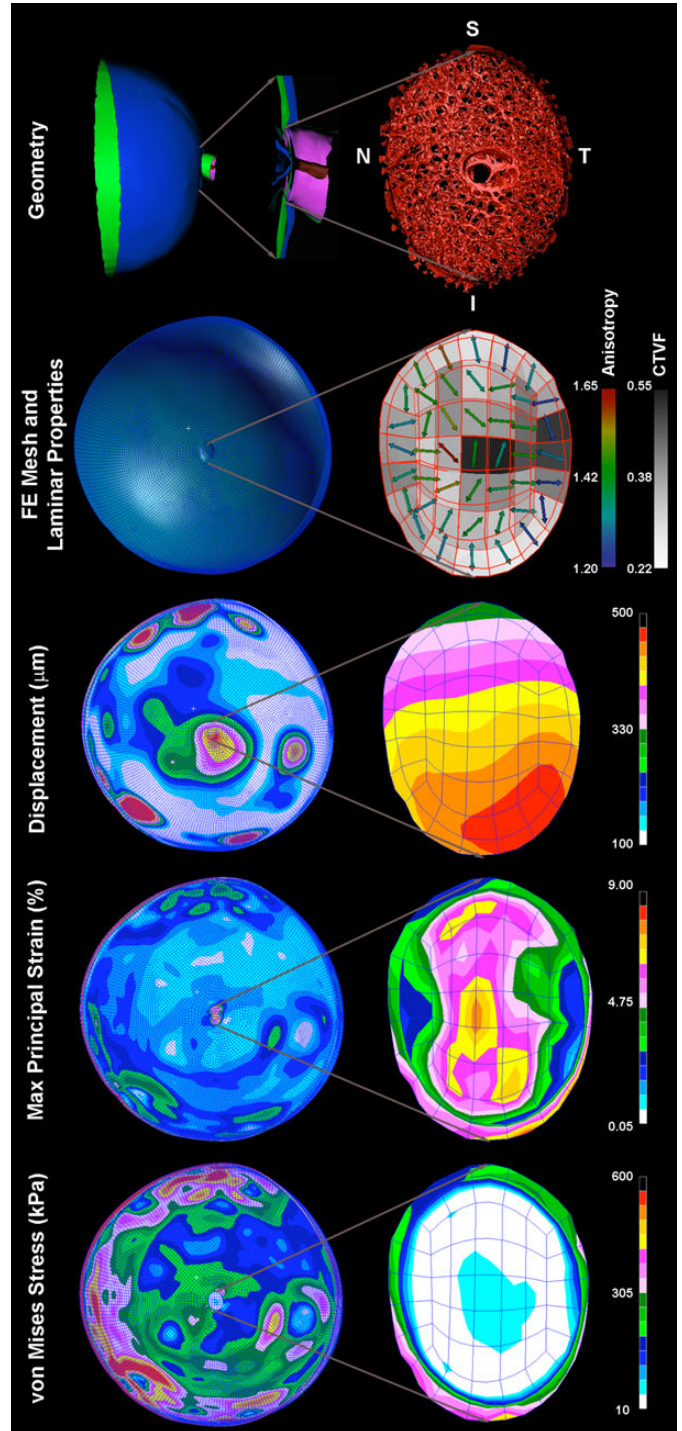 Geometry
S
N
T
I
FE Mesh and
Laminar Properties
1.65
1.42
1.20
Anisotropy
0.55
0.38
0.22
CTVF
Displacement (μm)
500
330
100
Max Principal Strain (%)
9.00
4.75
0.05
von Mises Stress (kPa)
600
305
10